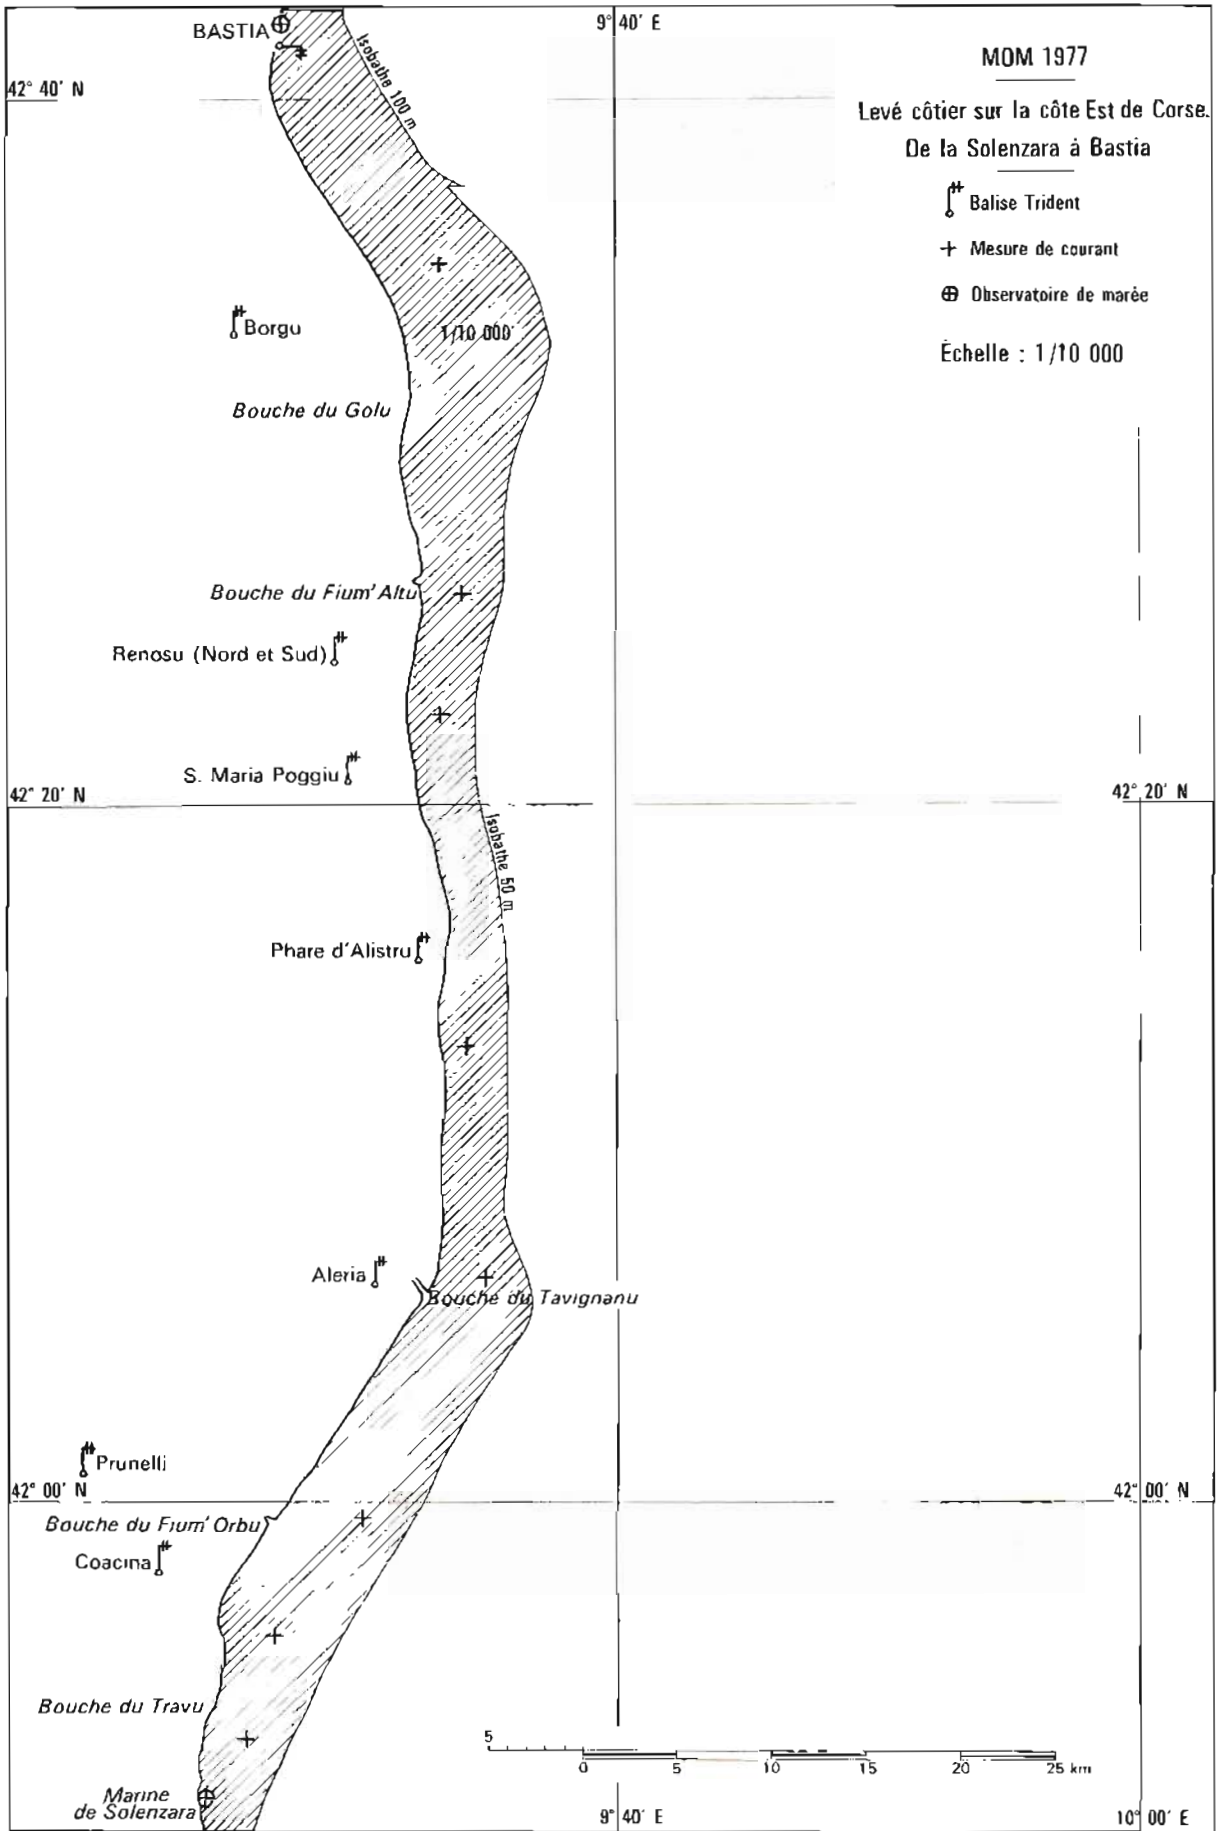 BASTIA
9° 40' E
MOM 1977
Isobathe 100 m
42° 40' N
Levé côtier sur la côte Est de Corse.
De la Solenzara à Bastia
Balise Trident
Mesure de courant
Observatoire de marée
Échelle : 1/10 000
Borgu
1/10 000
Bouche du Golu
Bouche du Fium'Altu
Renosu (Nord et Sud)
S. Maria Poggiu
42° 20' N
42° 20' N
Isobathe 50 m
Phare d'Alistru
Aleria
Bouche du Tavignanu
Prunelli
42° 00' N
42° 00' N
Bouche du Fium'Orbu
Coacina
Bouche du Travu
5
0 5 10 15 20 25 km
Marine
de Solenzara
9° 40' E
10° 00' E